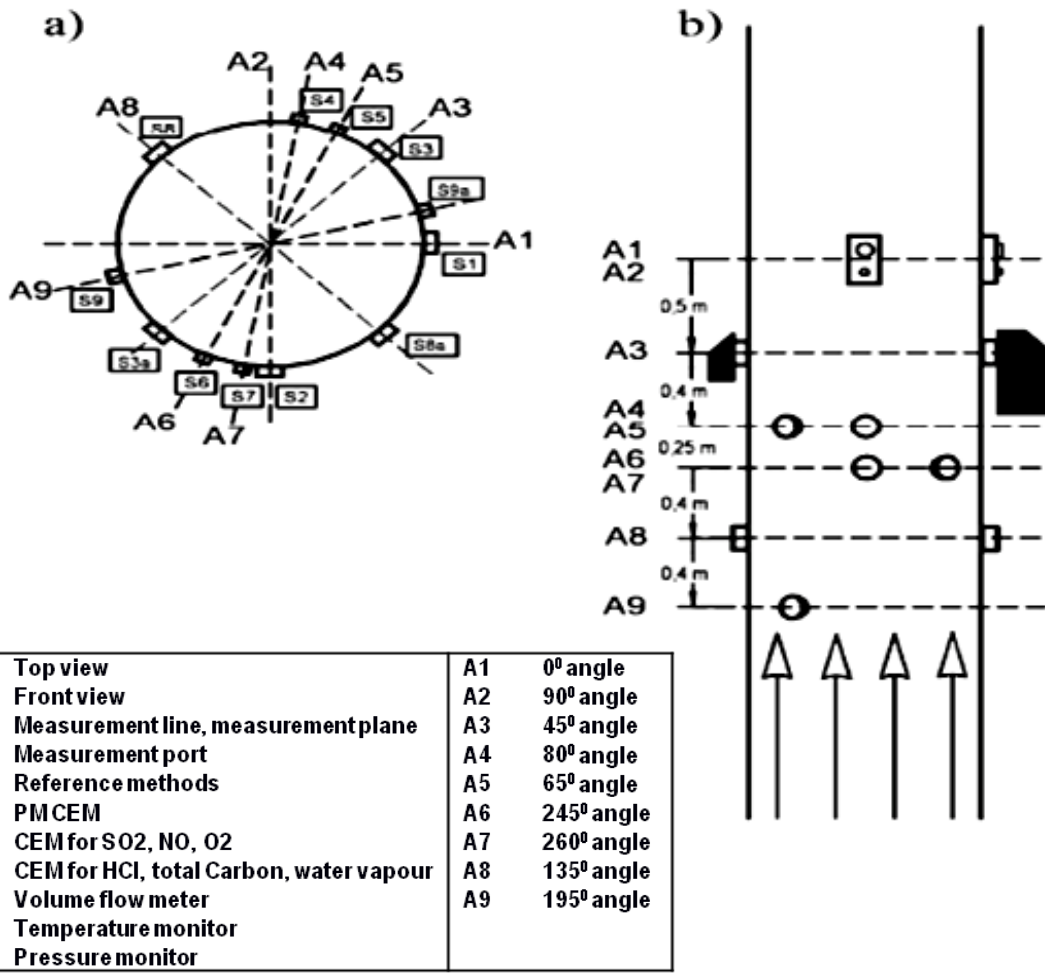 a)
A2
A4
A5
A8
A3
S4
S5
S8
S3
S9a
A1
S1
A9
S9
S3a
S8a
S6
S7
S2
A6
A7
b)
A1
A2
0,5 m
A3
0,4 m
A4
A5
0,25 m
A6
A7
0,4 m
A8
0,4 m
A9
Top view A1 0⁰ angle
Front view A2 90⁰ angle
Measurement line, measurement plane A3 45⁰ angle
Measurement port A4 80⁰ angle
Reference methods A5 65⁰ angle
PM CEM A6 245⁰ angle
CEM for SO2, NO, O2 A7 260⁰ angle
CEM for HCl, total Carbon, water vapour A8 135⁰ angle
Volume flow meter A9 195⁰ angle
Temperature monitor
Pressure monitor